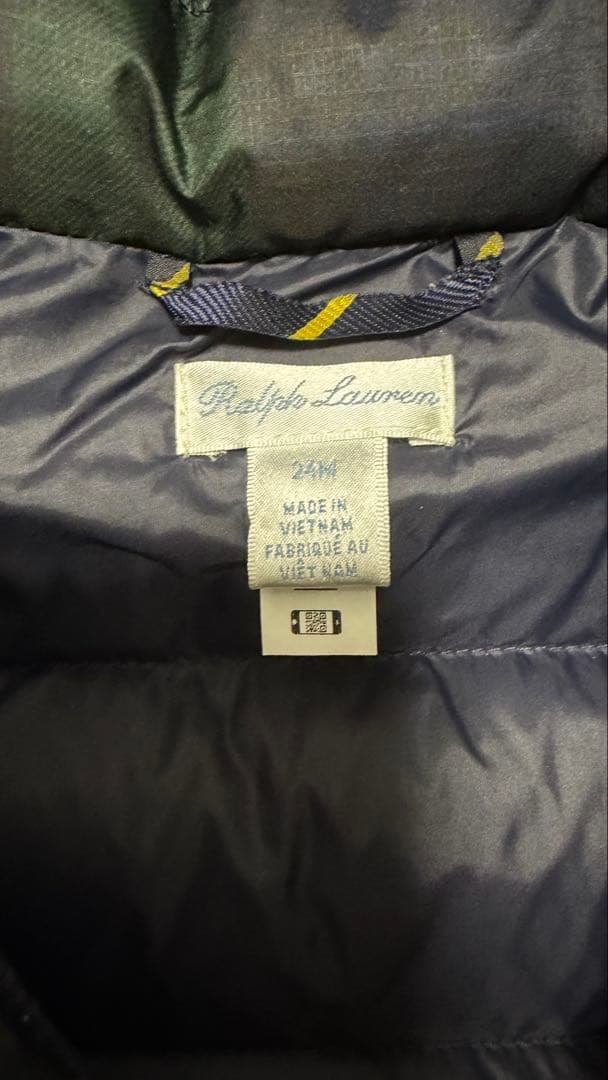 Ralph Lauren
24M
MADE IN
VIETNAM
FABRIQUÉ AU
VIÊT NAM